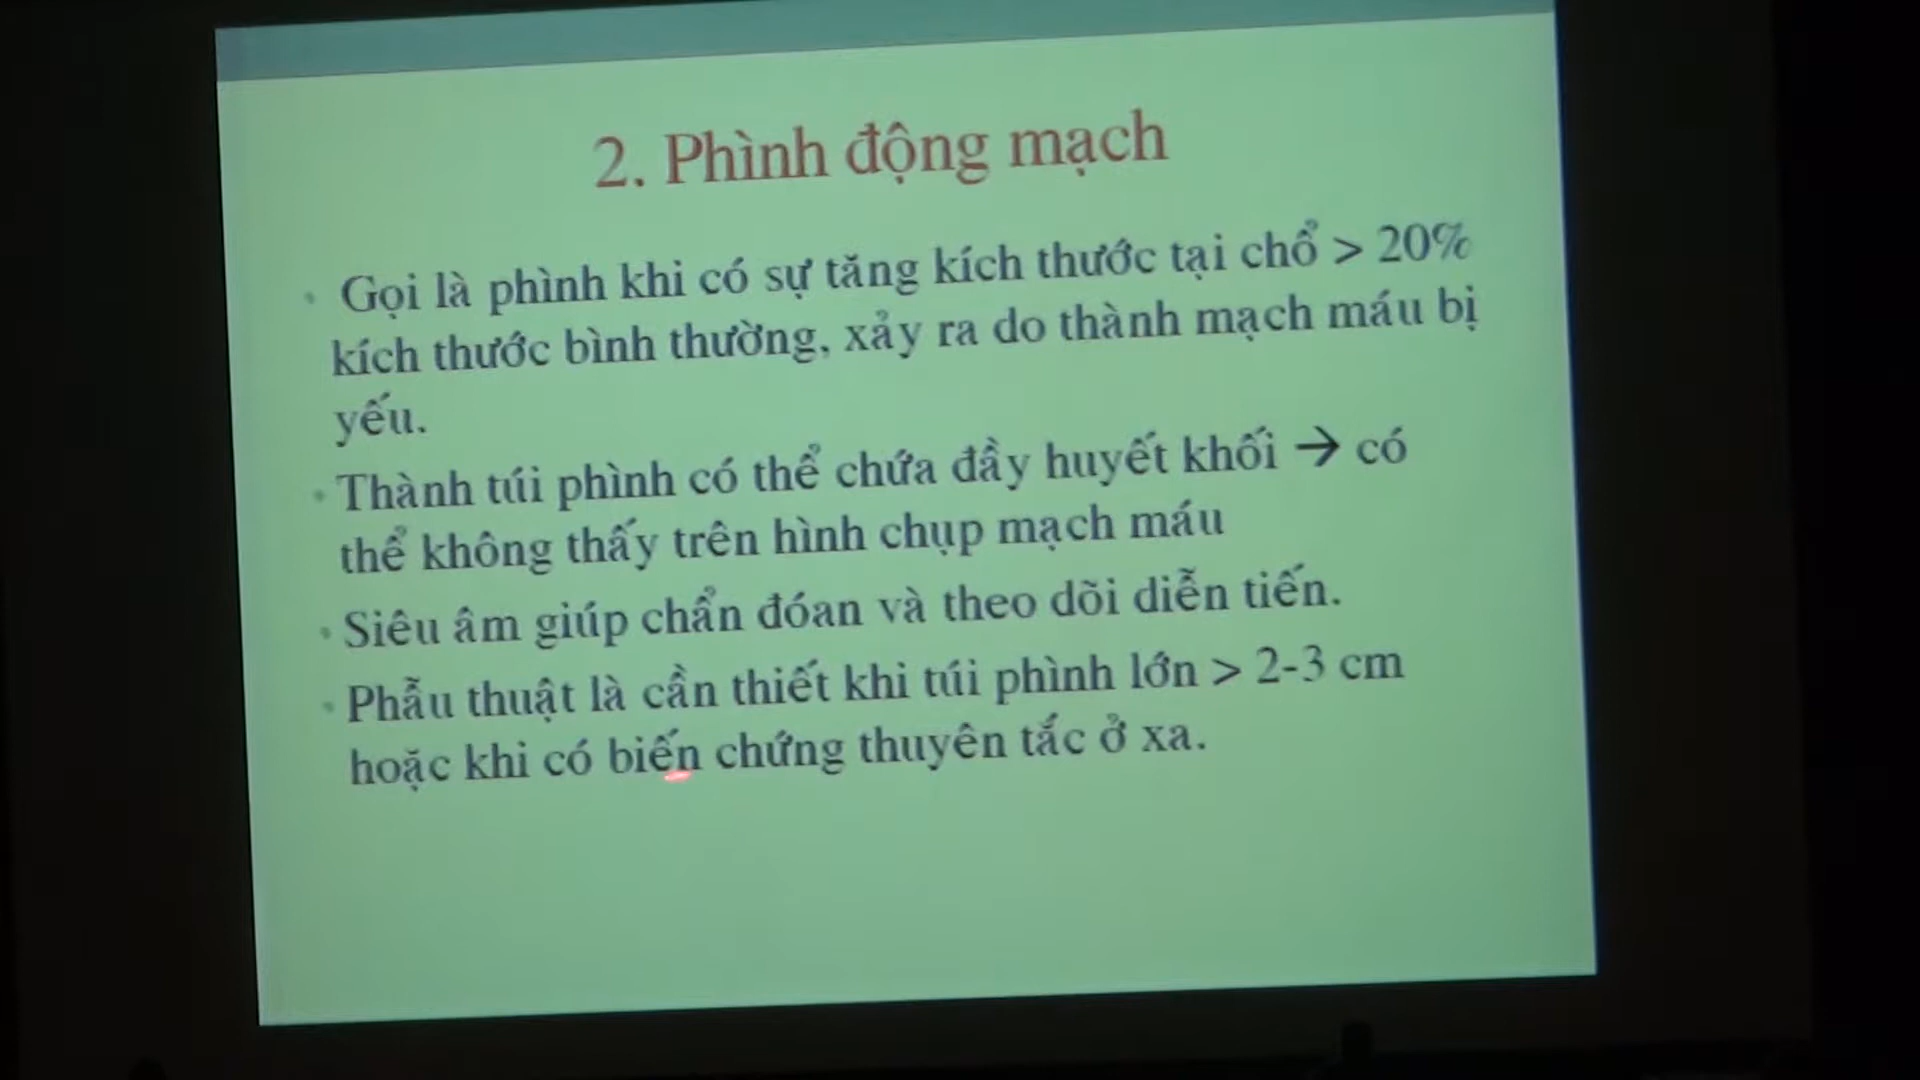 2. Phình động mạch
• Gọi là phình khi có sự tăng kích thước tại chổ > 20%
kích thước bình thường, xảy ra do thành mạch máu bị
yếu.
• Thành túi phình có thể chứa đầy huyết khối → có
thể không thấy trên hình chụp mạch máu
• Siêu âm giúp chẩn đóan và theo dõi diễn tiến.
• Phẫu thuật là cần thiết khi túi phình lớn > 2-3 cm
hoặc khi có biến chứng thuyên tắc ở xa.